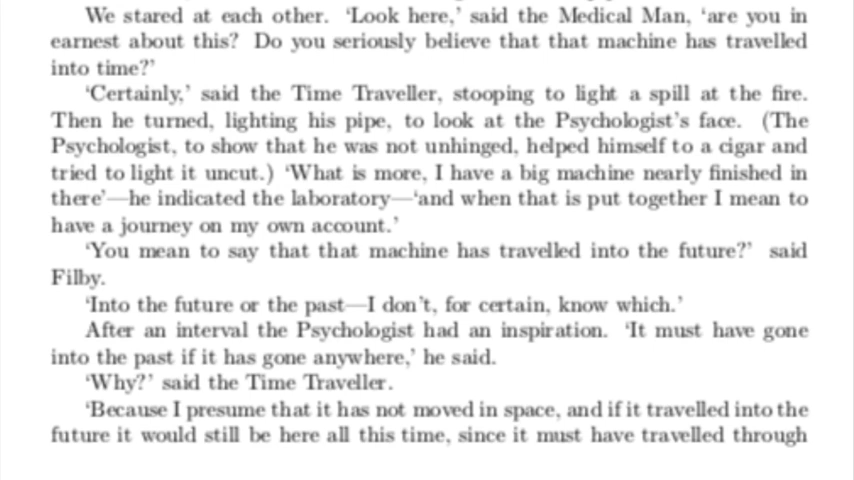 We stared at each other. ‘Look here,’ said the Medical Man, ‘are you in
earnest about this? Do you seriously believe that that machine has travelled
into time?’
‘Certainly,’ said the Time Traveller, stooping to light a spill at the fire.
Then he turned, lighting his pipe, to look at the Psychologist’s face. (The
Psychologist, to show that he was not unhinged, helped himself to a cigar and
tried to light it uncut.) ‘What is more, I have a big machine nearly finished in
there’—he indicated the laboratory—‘and when that is put together I mean to
have a journey on my own account.’
‘You mean to say that that machine has travelled into the future?’ said
Filby.
‘Into the future or the past—I don’t, for certain, know which.’
After an interval the Psychologist had an inspiration. ‘It must have gone
into the past if it has gone anywhere,’ he said.
‘Why?’ said the Time Traveller.
‘Because I presume that it has not moved in space, and if it travelled into the
future it would still be here all this time, since it must have travelled through